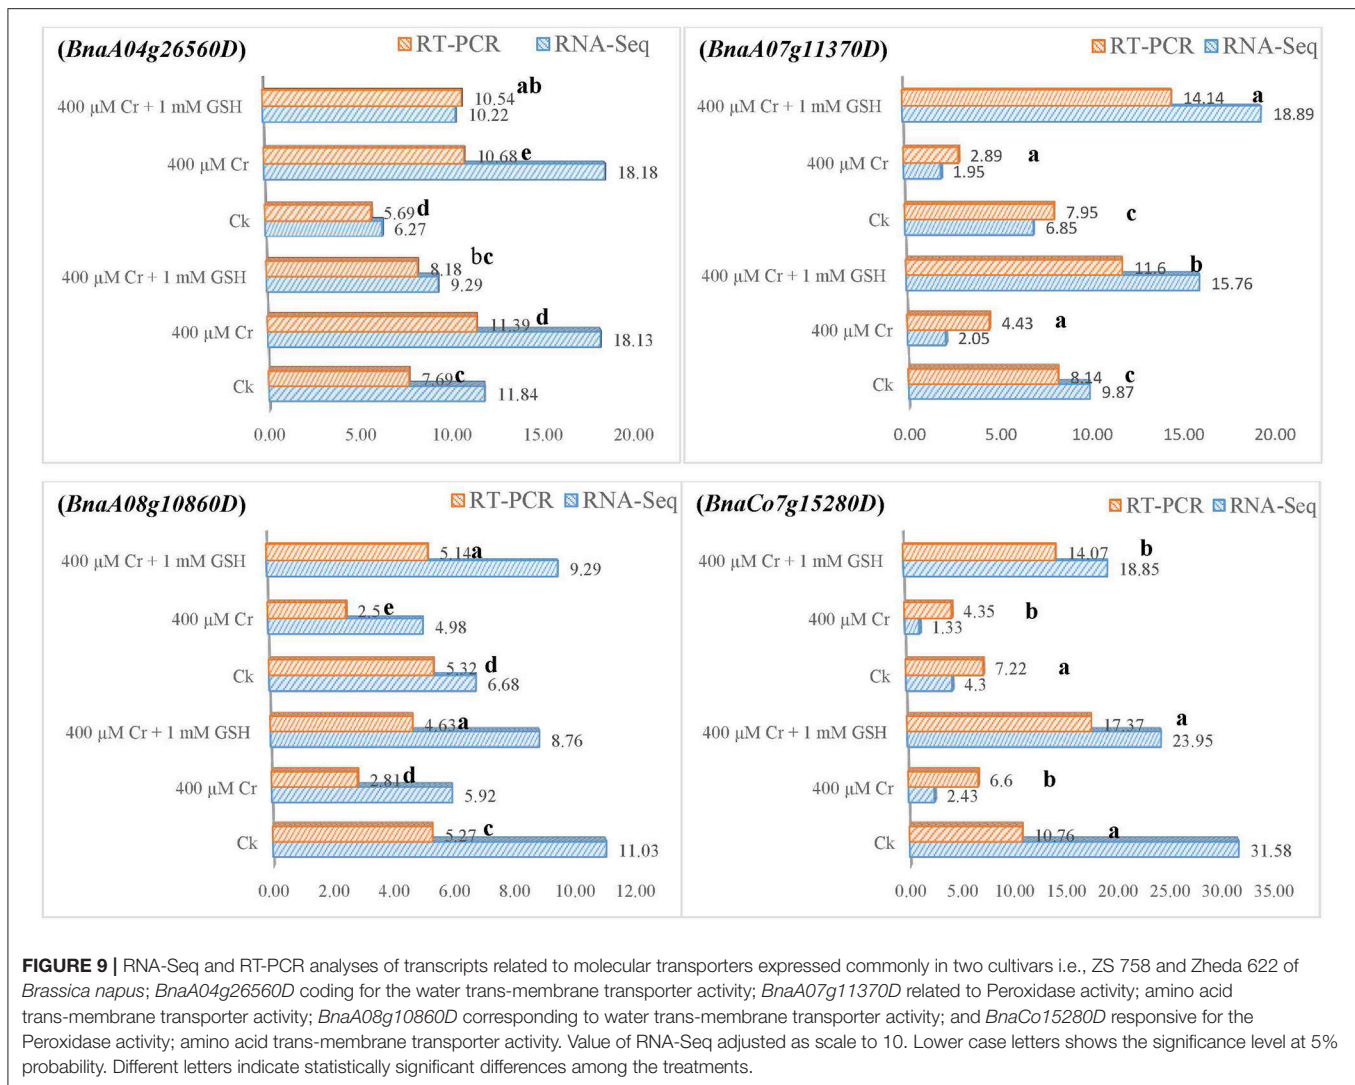 (BnaA04g26560D)
RT-PCR RNA-Seq
400 µM Cr + 1 mM GSH
10.54 ab
10.22
400 µM Cr
10.68 e
18.18
Ck
5.69 d
6.27
400 µM Cr + 1 mM GSH
8.18 bc
9.29
400 µM Cr
11.39 d
18.13
Ck
7.69 c
11.84
0.00 5.00 10.00 15.00 20.00
(BnaA07g11370D)
RT-PCR RNA-Seq
400 µM Cr + 1 mM GSH
14.14 a
18.89
400 µM Cr
2.89 a
1.95
Ck
7.95 c
6.85
400 µM Cr + 1 mM GSH
11.6 b
15.76
400 µM Cr
4.43 a
2.05
Ck
8.14 c
9.87
0.00 5.00 10.00 15.00 20.00
(BnaA08g10860D)
RT-PCR RNA-Seq
400 µM Cr + 1 mM GSH
5.14 a
9.29
400 µM Cr
2.5 e
4.98
Ck
5.32 d
6.68
400 µM Cr + 1 mM GSH
4.63 a
8.76
400 µM Cr
2.81 d
5.92
Ck
5.27 c
11.03
0.00 2.00 4.00 6.00 8.00 10.00 12.00
(BnaCo7g15280D)
RT-PCR RNA-Seq
400 µM Cr + 1 mM GSH
14.07 b
18.85
400 µM Cr
4.35 b
1.33
Ck
7.22 a
4.3
400 µM Cr + 1 mM GSH
17.37 a
23.95
400 µM Cr
6.6 b
2.43
Ck
10.76 a
31.58
0.00 5.00 10.00 15.00 20.00 25.00 30.00 35.00
FIGURE 9 | RNA-Seq and RT-PCR analyses of transcripts related to molecular transporters expressed commonly in two cultivars i.e., ZS 758 and Zheda 622 of
Brassica napus; BnaA04g26560D coding for the water trans-membrane transporter activity; BnaA07g11370D related to Peroxidase activity; amino acid
trans-membrane transporter activity; BnaA08g10860D corresponding to water trans-membrane transporter activity; and BnaCo15280D responsive for the
Peroxidase activity; amino acid trans-membrane transporter activity. Value of RNA-Seq adjusted as scale to 10. Lower case letters shows the significance level at 5%
probability. Different letters indicate statistically significant differences among the treatments.